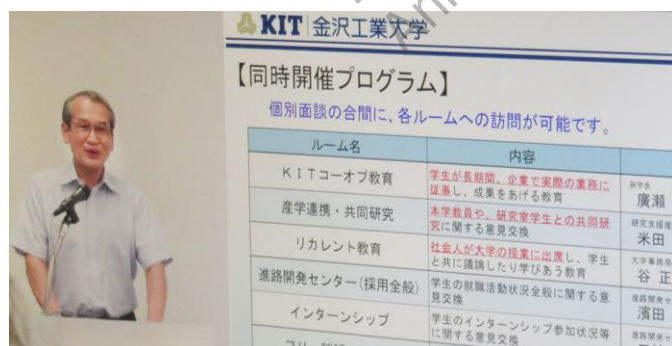 KIT 金沢工業大学
【同時開催プログラム】
個別面談の合間に、各ルームへの訪問が可能です。
ルーム名 内容
KITコーオプ教育 学生が長期間、企業で実際の業務に
従事し、成果をあげる教育
廣瀬
産学連携・共同研究 本学教員や、研究室学生との共同研
究に関する意見交換
米田
リカレント教育 社会人が大学の授業に出席し、学生
と共に議論したり学びあう教育
谷 正
進路開発センター(採用全般) 学生の就職活動状況全般に関する意
見交換
濱田
インターンシップ 学生のインターンシップ参加状況等
に関する意見交換